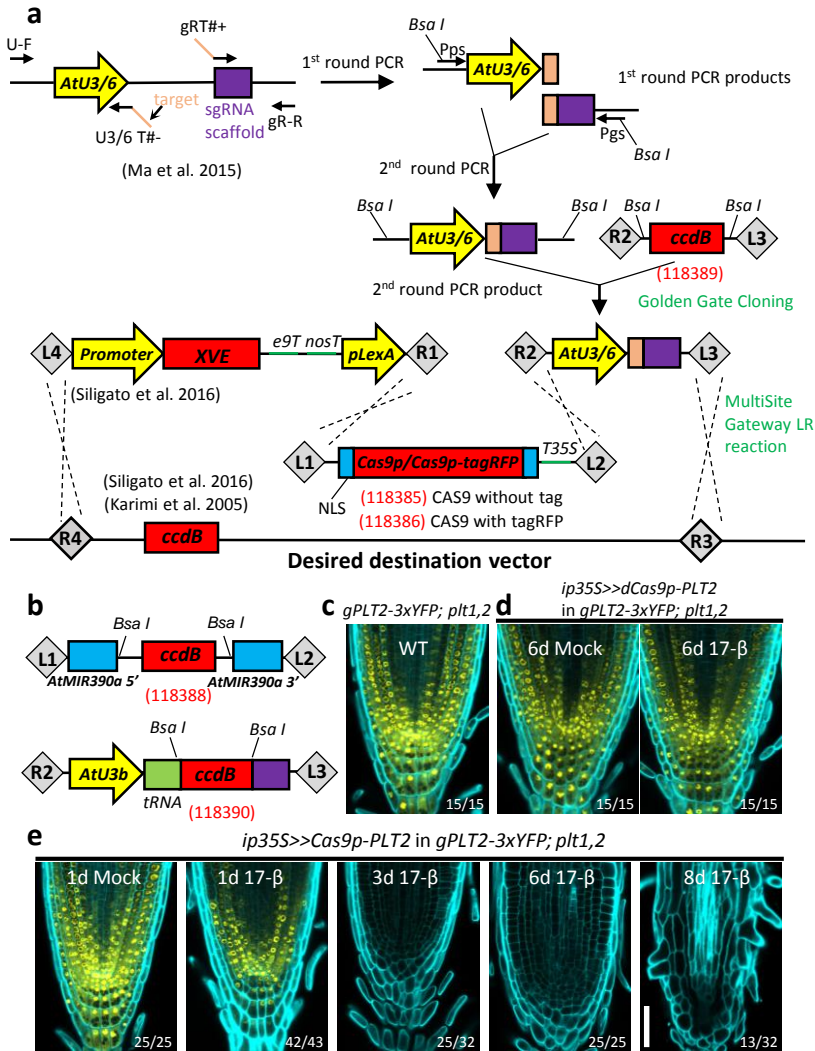 a
U-F
gRT#+
AtU3/6
target
sgRNA
scaffold
gR-R
U3/6 T#-
(Ma et al. 2015)
1st round PCR
Bsa I
Pps
AtU3/6
1st round PCR products
Pgs
Bsa I
2nd round PCR
Bsa I
AtU3/6
Bsa I
2nd round PCR product
Bsa I
Bsa I
R2
ccdB
L3
(118389)
Golden Gate Cloning
L4
Promoter
XVE
e9T nosT
pLexA
R1
(Siligato et al. 2016)
R2
AtU3/6
L3
MultiSite
Gateway LR
reaction
L1
Cas9p/Cas9p-tagRFP
T35S
L2
NLS
(118385) CAS9 without tag
(118386) CAS9 with tagRFP
(Siligato et al. 2016)
(Karimi et al. 2005)
R4
ccdB
R3
Desired destination vector
b
Bsa I
Bsa I
L1
ccdB
L2
AtMIR390a 5’
AtMIR390a 3’
(118388)
Bsa I
Bsa I
R2
AtU3b
ccdB
L3
tRNA
(118390)
c
gPLT2-3xYFP; plt1,2
WT
15/15
d
ip35S>>dCas9p-PLT2
in gPLT2-3xYFP; plt1,2
6d Mock
15/15
6d 17-β
15/15
e
ip35S>>Cas9p-PLT2 in gPLT2-3xYFP; plt1,2
1d Mock
25/25
1d 17-β
42/43
3d 17-β
25/32
6d 17-β
25/25
8d 17-β
13/32